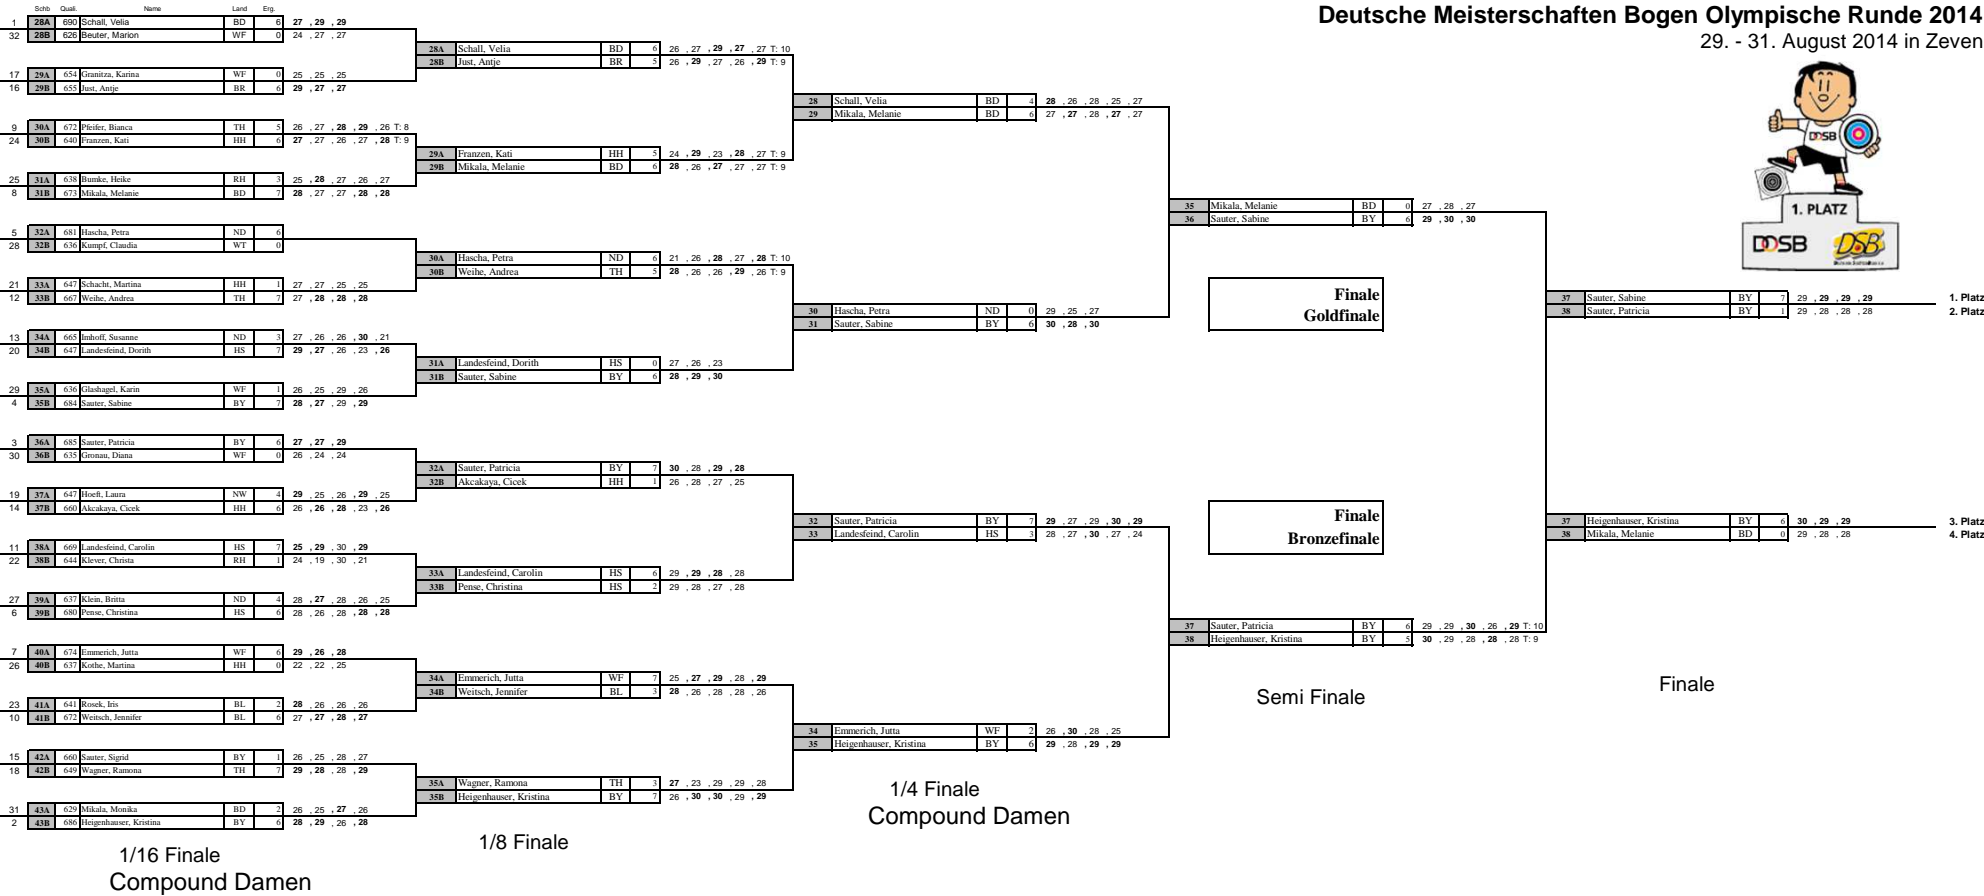 Deutsche Meisterschaften Bogen Olympische Runde 2014
29. - 31. August 2014 in Zeven
DOSB
1. PLATZ
DOSB DSB
Schb Quali. Name Land Erg.
1 28A 690 Schall, Velia BD 6 27 , 29 , 29
32 28B 626 Beuter, Marion WF 0 24 , 27 , 27
17 29A 654 Granitza, Karina WF 0 25 , 25 , 25
16 29B 655 Just, Antje BR 6 29 , 27 , 27
9 30A 672 Pfeifer, Bianca TH 5 26 , 27 , 28 , 29 , 26 T: 8
24 30B 640 Franzen, Kati HH 6 27 , 27 , 26 , 27 , 28 T: 9
25 31A 638 Bumke, Heike RH 3 25 , 28 , 27 , 26 , 27
8 31B 673 Mikala, Melanie BD 7 28 , 27 , 27 , 28 , 28
5 32A 681 Hascha, Petra ND 6
28 32B 636 Kumpf, Claudia WT 0
21 33A 647 Schacht, Martina HH 1 27 , 27 , 25 , 25
12 33B 667 Weihe, Andrea TH 7 27 , 28 , 28 , 28
13 34A 665 Imhoff, Susanne ND 3 27 , 26 , 26 , 30 , 21
20 34B 647 Landesfeind, Dorith HS 7 29 , 27 , 26 , 23 , 26
29 35A 636 Glashagel, Karin WF 1 26 , 25 , 29 , 26
4 35B 684 Sauter, Sabine BY 7 28 , 27 , 29 , 29
3 36A 685 Sauter, Patricia BY 6 27 , 27 , 29
30 36B 635 Gronau, Diana WF 0 26 , 24 , 24
19 37A 647 Hoeft, Laura NW 4 29 , 25 , 26 , 29 , 25
14 37B 660 Akcakaya, Cicek HH 6 26 , 26 , 28 , 23 , 26
11 38A 669 Landesfeind, Carolin HS 7 25 , 29 , 30 , 29
22 38B 644 Klever, Christa RH 1 24 , 19 , 30 , 21
27 39A 637 Klein, Britta ND 4 28 , 27 , 28 , 26 , 25
6 39B 680 Pense, Christina HS 6 28 , 26 , 28 , 28 , 28
7 40A 674 Emmerich, Jutta WF 6 29 , 26 , 28
26 40B 637 Kothe, Martina HH 0 22 , 22 , 25
23 41A 641 Rosek, Iris BL 2 28 , 26 , 26 , 26
10 41B 672 Weitsch, Jennifer BL 6 27 , 27 , 28 , 27
15 42A 660 Sauter, Sigrid BY 1 26 , 25 , 28 , 27
18 42B 649 Wagner, Ramona TH 7 29 , 28 , 28 , 29
31 43A 629 Mikala, Monika BD 2 26 , 25 , 27 , 26
2 43B 686 Heigenhauser, Kristina BY 6 28 , 29 , 26 , 28
1/16 Finale
Compound Damen
28A Schall, Velia BD 6 26 , 27 , 29 , 27 , 27 T: 10
28B Just, Antje BR 5 26 , 29 , 27 , 26 , 29 T: 9
29A Franzen, Kati HH 5 24 , 29 , 23 , 28 , 27 T: 9
29B Mikala, Melanie BD 6 28 , 26 , 27 , 27 , 27 T: 9
30A Hascha, Petra ND 6 21 , 26 , 28 , 27 , 28 T: 10
30B Weihe, Andrea TH 5 28 , 26 , 26 , 29 , 26 T: 9
31A Landesfeind, Dorith HS 0 27 , 26 , 23
31B Sauter, Sabine BY 6 28 , 29 , 30
32A Sauter, Patricia BY 7 30 , 28 , 29 , 28
32B Akcakaya, Cicek HH 1 26 , 28 , 27 , 25
33A Landesfeind, Carolin HS 6 29 , 29 , 28 , 28
33B Pense, Christina HS 2 29 , 28 , 27 , 28
34A Emmerich, Jutta WF 7 25 , 27 , 29 , 28 , 29
34B Weitsch, Jennifer BL 3 28 , 26 , 28 , 28 , 26
35A Wagner, Ramona TH 3 27 , 23 , 29 , 29 , 28
35B Heigenhauser, Kristina BY 7 26 , 30 , 30 , 29 , 29
1/8 Finale
28 Schall, Velia BD 4 28 , 26 , 28 , 25 , 27
29 Mikala, Melanie BD 6 27 , 27 , 28 , 27 , 27
30 Hascha, Petra ND 0 29 , 25 , 27
31 Sauter, Sabine BY 6 30 , 28 , 30
32 Sauter, Patricia BY 7 29 , 27 , 29 , 30 , 29
33 Landesfeind, Carolin HS 3 28 , 27 , 30 , 27 , 24
34 Emmerich, Jutta WF 2 26 , 30 , 28 , 25
35 Heigenhauser, Kristina BY 6 29 , 28 , 29 , 29
1/4 Finale
Compound Damen
35 Mikala, Melanie BD 0 27 , 28 , 27
36 Sauter, Sabine BY 6 29 , 30 , 30
Finale
Goldfinale
Finale
Bronzefinale
37 Sauter, Patricia BY 6 29 , 29 , 30 , 26 , 29 T: 10
38 Heigenhauser, Kristina BY 5 30 , 29 , 28 , 28 , 28 T: 9
Semi Finale
37 Sauter, Sabine BY 7 29 , 29 , 29 , 29 1. Platz
38 Sauter, Patricia BY 1 29 , 28 , 28 , 28 2. Platz
37 Heigenhauser, Kristina BY 6 30 , 29 , 29 3. Platz
38 Mikala, Melanie BD 0 29 , 28 , 28 4. Platz
Finale